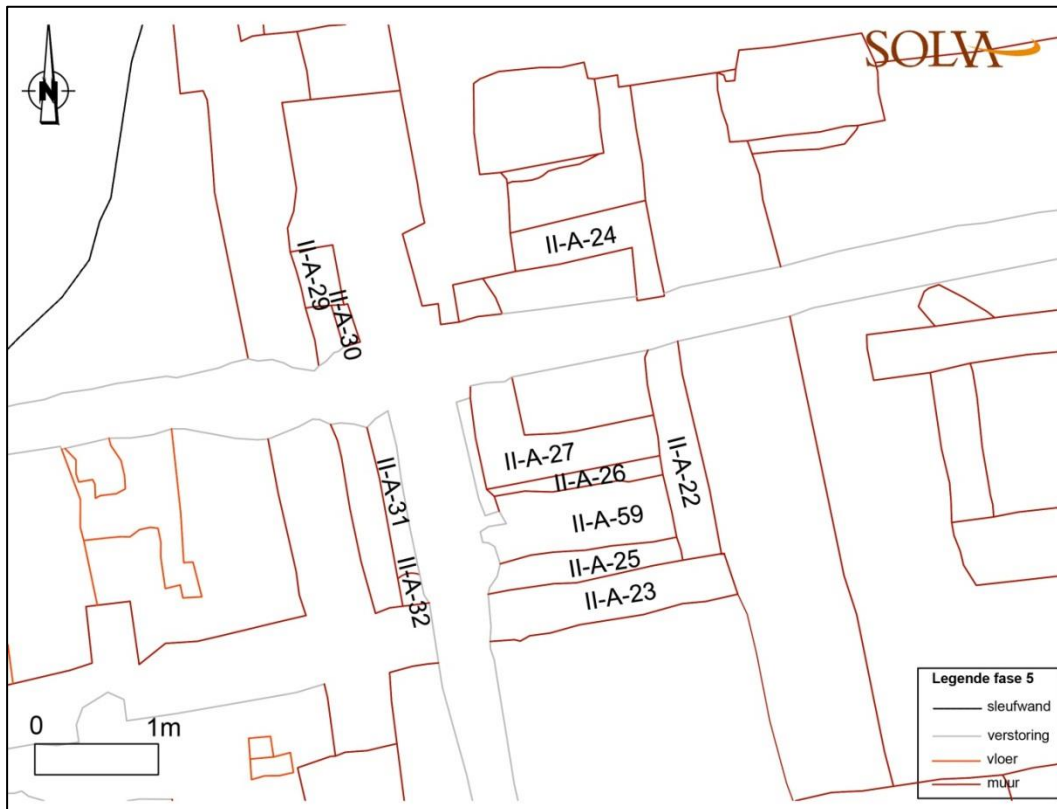 SOLVA
N
II-A-24
II-A-29
II-A-30
II-A-27
II-A-26
II-A-22
II-A-31
II-A-59
II-A-25
II-A-32
II-A-23
Legende fase 5
sleufwand
verstoring
vloer
muur
0 1m